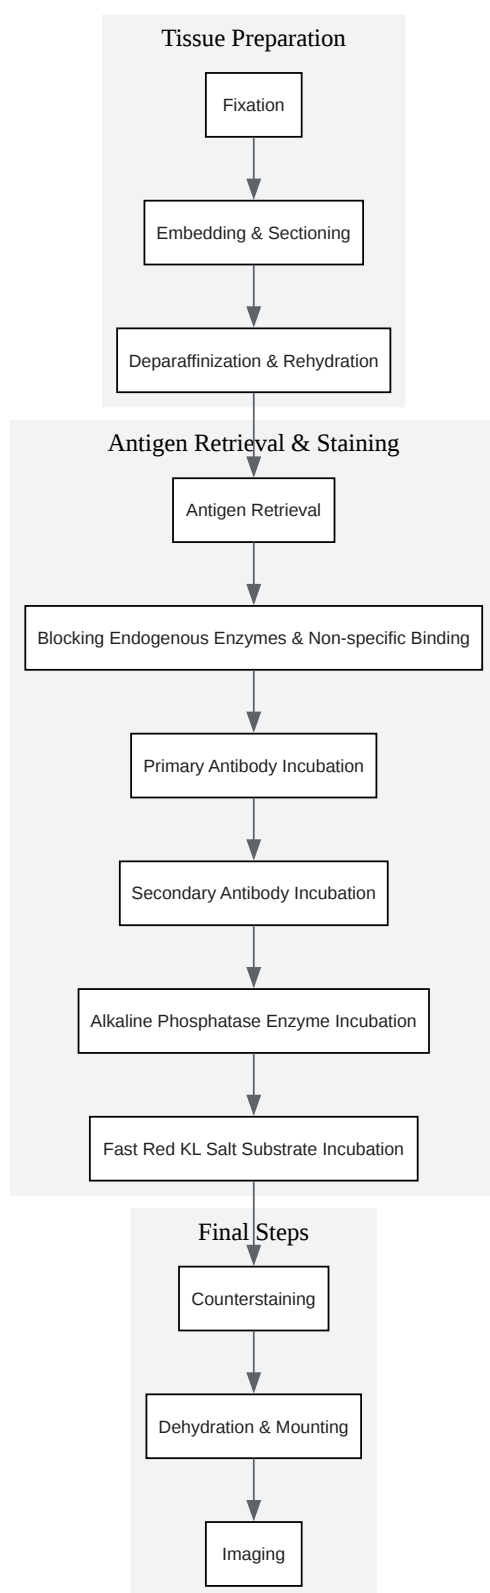 Tissue Preparation
Fixation
Embedding & Sectioning
Deparaffinization & Rehydration
Antigen Retrieval & Staining
Antigen Retrieval
Blocking Endogenous Enzymes & Non-specific Binding
Primary Antibody Incubation
Secondary Antibody Incubation
Alkaline Phosphatase Enzyme Incubation
Fast Red KL Salt Substrate Incubation
Final Steps
Counterstaining
Dehydration & Mounting
Imaging